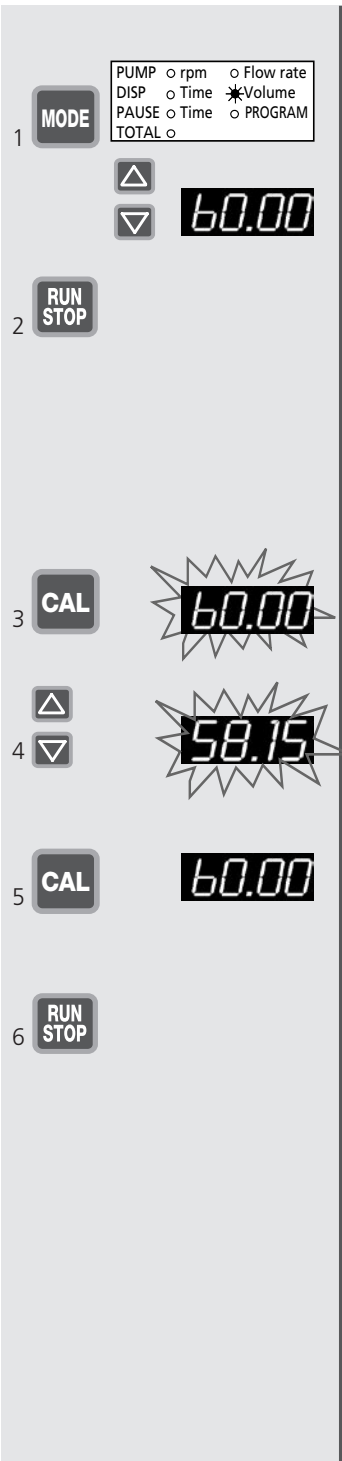 PUMP rpm Flow rate
DISP Time Volume
PAUSE Time PROGRAM
TOTAL
1 MODE
60.00
RUN
2 STOP
3 CAL 60.00
4 58.15
5 CAL 60.00
RUN
6 STOP